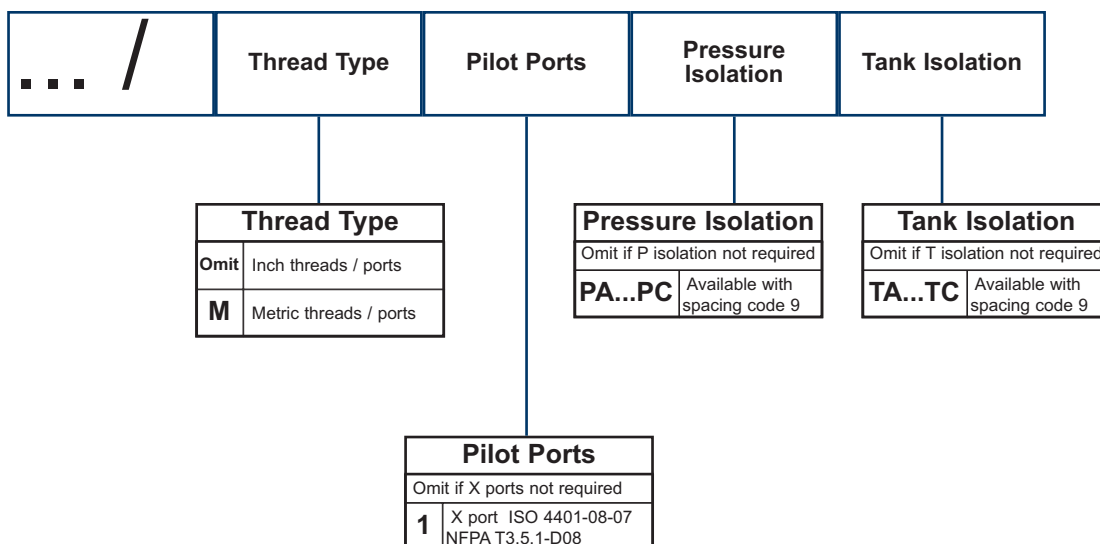 ... /
Thread Type
Pilot Ports
Pressure
Isolation
Tank Isolation
Thread Type
Omit Inch threads / ports
M Metric threads / ports
Pressure Isolation
Omit if P isolation not required
PA...PC Available with
spacing code 9
Tank Isolation
Omit if T isolation not required
TA...TC Available with
spacing code 9
Pilot Ports
Omit if X ports not required
1 X port ISO 4401-08-07
NFPA T3.5.1-D08